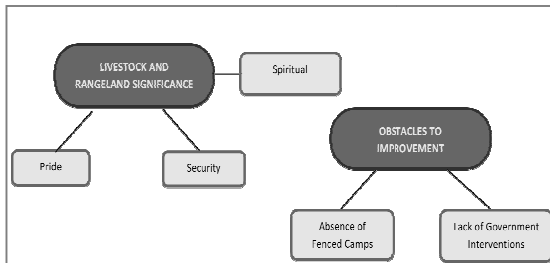 LIVESTOCK AND
RANGELAND SIGNIFICANCE
Spiritual
Pride
Security
OBSTACLES TO
IMPROVEMENT
Absence of
Fenced Camps
Lack of Government
Interventions